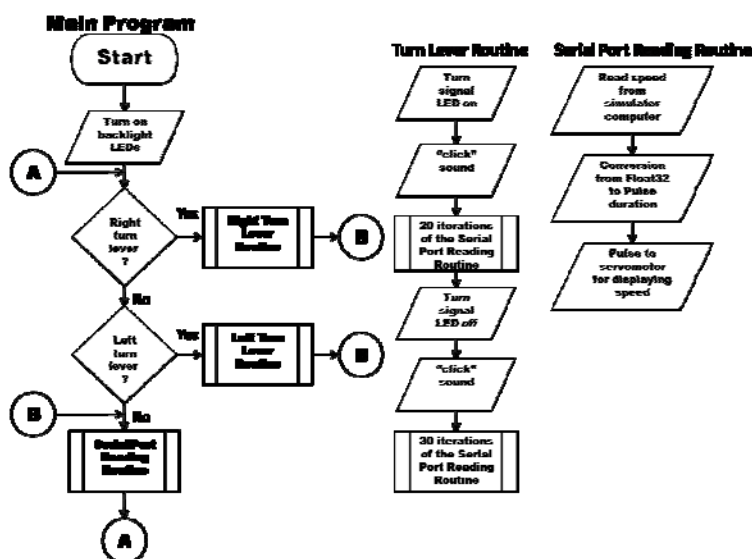 Main Program
Start
Turn on
backlight
LEDs
A
Right
turn
lever
?
Yes
Right Turn
Lever
Routine
B
No
Left
turn
lever
?
Yes
Left Turn
Lever
Routine
B
B
No
Serial Port
Reading
Routine
A
Turn Lever Routine
Turn
signal
LED on
"click"
sound
20 iterations
of the Serial
Port Reading
Routine
Turn
signal
LED off
"click"
sound
30 iterations
of the Serial
Port Reading
Routine
Serial Port Reading Routine
Read speed
from
simulator
computer
Conversion
from Float32
to Pulse
duration
Pulse to
servomotor
for displaying
speed